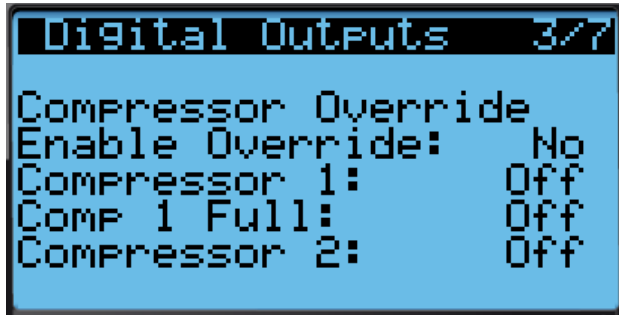 Digital Outputs 3/7
Compressor Override
Enable Override: No
Compressor 1: Off
Comp 1 Full: Off
Compressor 2: Off